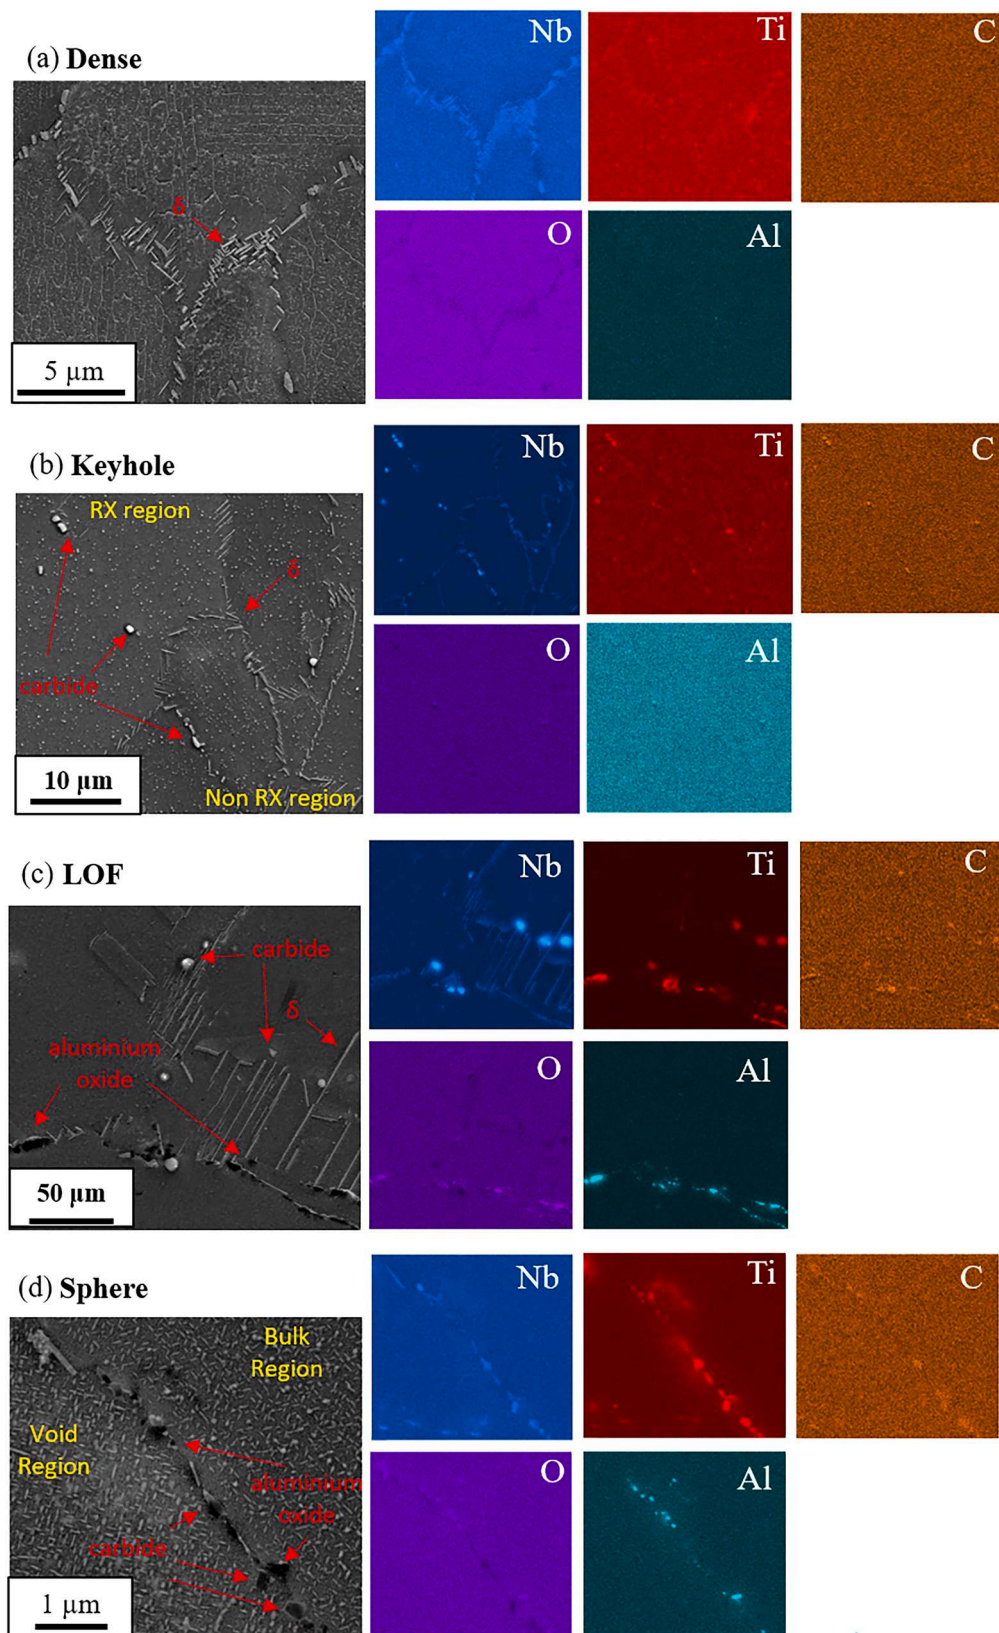 (a) Dense
Nb
Ti
C
δ
O
Al
5 µm
(b) Keyhole
Nb
Ti
C
RX region
δ
carbide
O
Al
10 µm
Non RX region
(c) LOF
Nb
Ti
C
carbide
δ
aluminium
oxide
O
Al
50 µm
(d) Sphere
Nb
Ti
C
Bulk
Region
Void
Region
aluminium
oxide
carbide
O
Al
1 µm